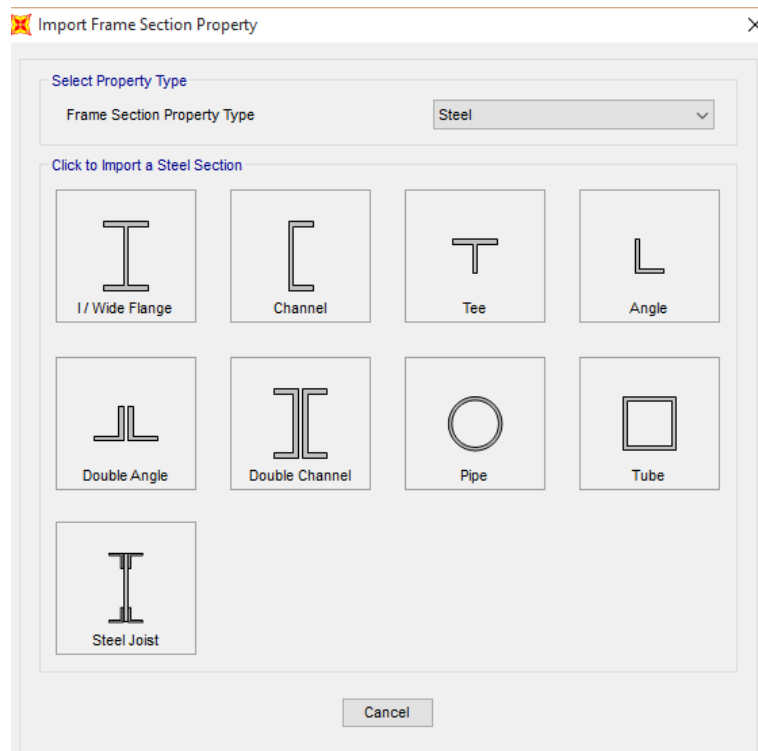 Import Frame Section Property
Select Property Type
Frame Section Property Type Steel
Click to Import a Steel Section
I / Wide Flange Channel Tee Angle
Double Angle Double Channel Pipe Tube
Steel Joist
Cancel